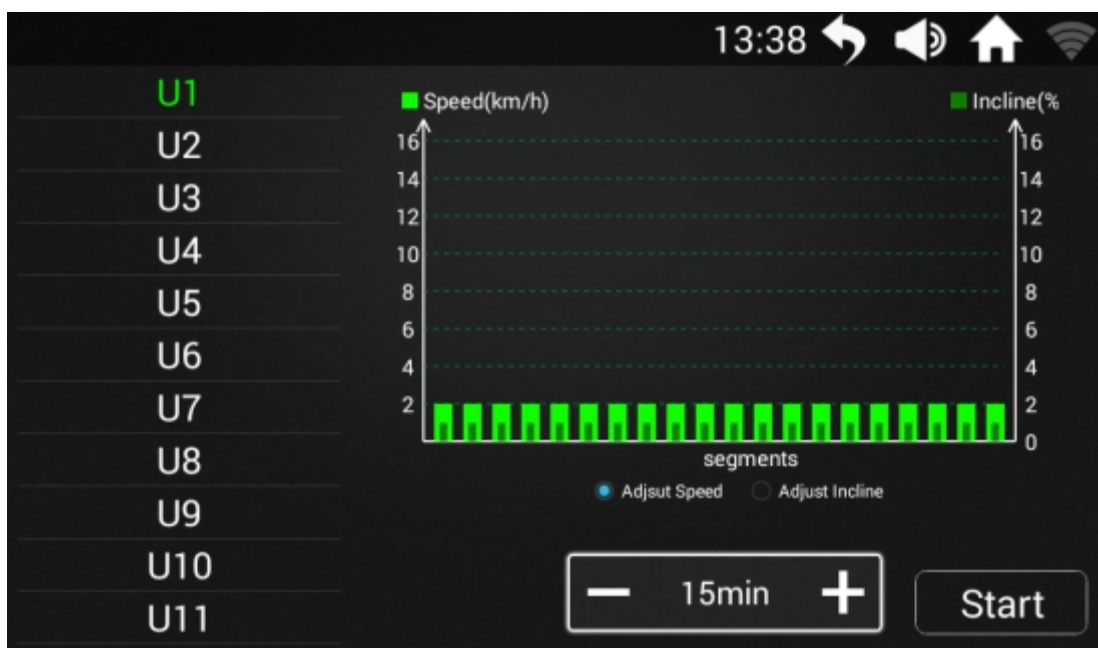 13:38
U1
U2
U3
U4
U5
U6
U7
U8
U9
U10
U11
Speed(km/h)
Incline(%
16
14
12
10
8
6
4
2
16
14
12
10
8
6
4
2
0
segments
Adjsut Speed
Adjust Incline
15min
Start